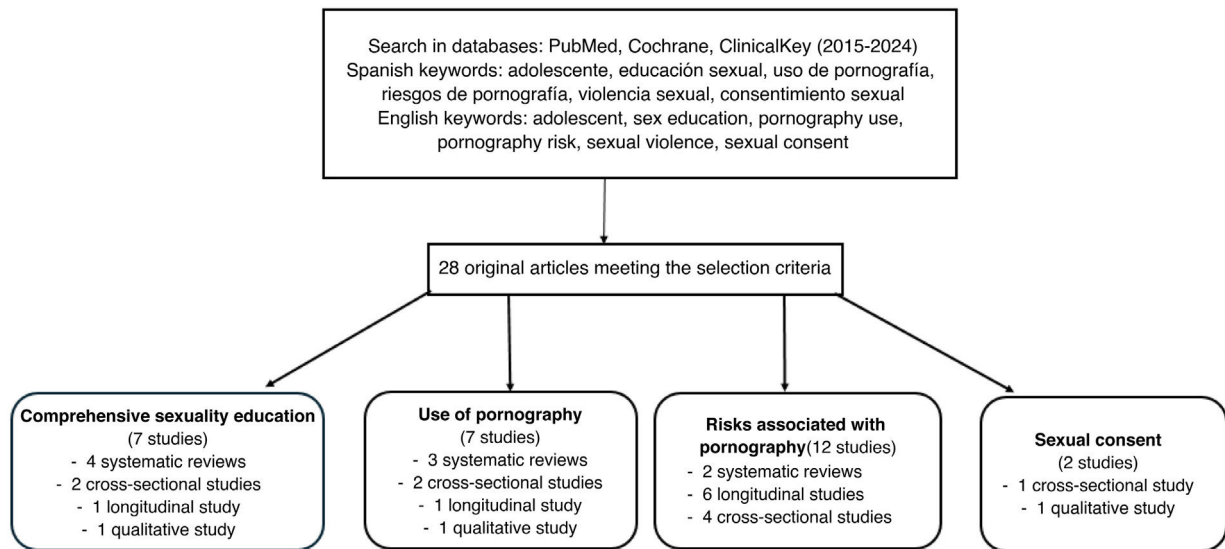 Search in databases: PubMed, Cochrane, ClinicalKey (2015-2024)
Spanish keywords: adolescente, educación sexual, uso de pornografía,
riesgos de pornografía, violencia sexual, consentimiento sexual
English keywords: adolescent, sex education, pornography use,
pornography risk, sexual violence, sexual consent
28 original articles meeting the selection criteria
Comprehensive sexuality education
(7 studies)
- 4 systematic reviews
- 2 cross-sectional studies
- 1 longitudinal study
- 1 qualitative study
Use of pornography
(7 studies)
- 3 systematic reviews
- 2 cross-sectional studies
- 1 longitudinal study
- 1 qualitative study
Risks associated with
pornography(12 studies)
- 2 systematic reviews
- 6 longitudinal studies
- 4 cross-sectional studies
Sexual consent
(2 studies)
- 1 cross-sectional study
- 1 qualitative study